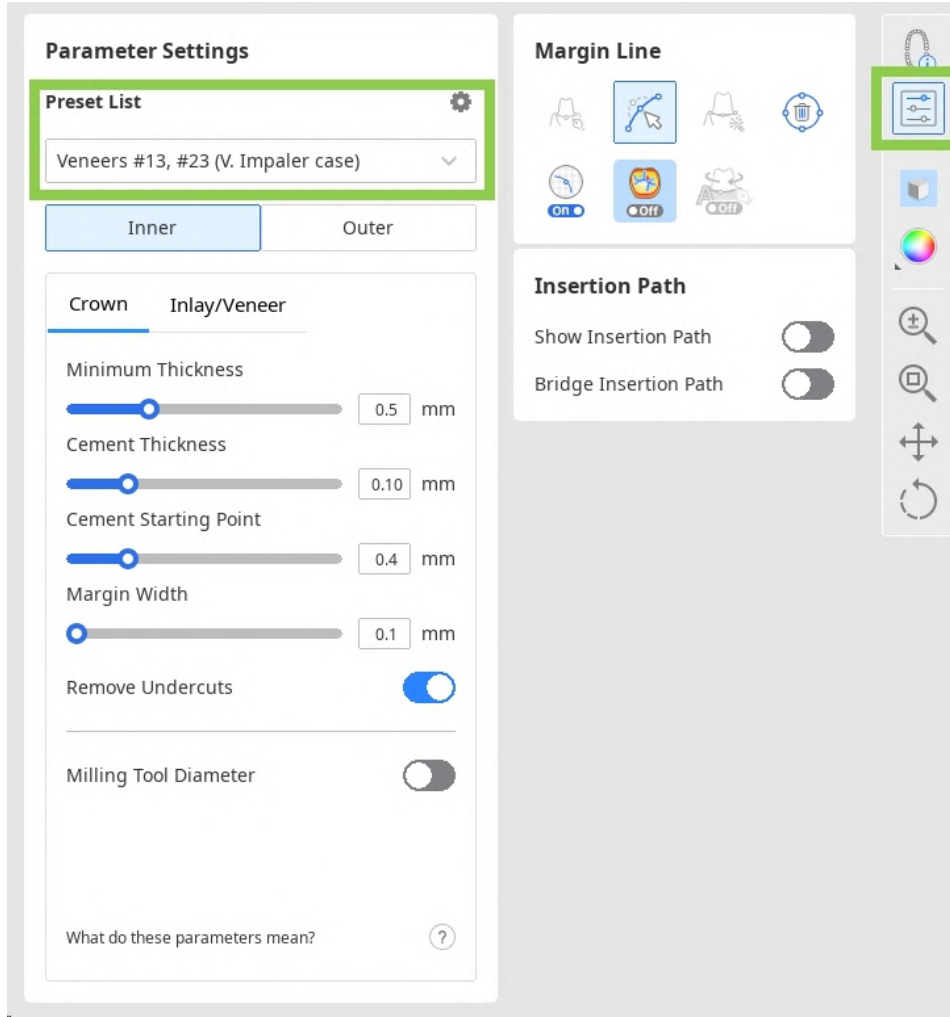 Parameter Settings
Preset List
Veneers #13, #23 (V. Impaler case)
Inner Outer
Crown Inlay/Veneer
Minimum Thickness
0.5 mm
Cement Thickness
0.10 mm
Cement Starting Point
0.4 mm
Margin Width
0.1 mm
Remove Undercuts
Milling Tool Diameter
What do these parameters mean? ?
Margin Line
On Off A Off
Insertion Path
Show Insertion Path
Bridge Insertion Path